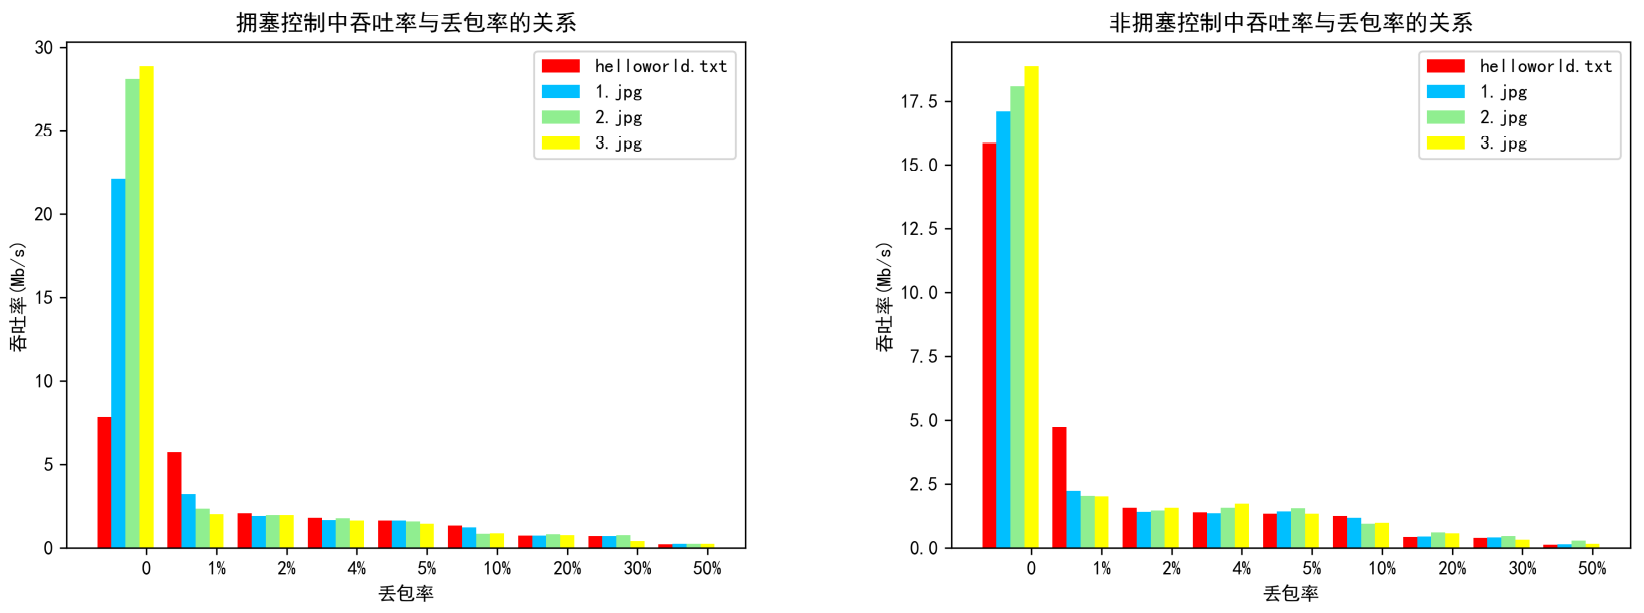 拥塞控制中吞吐率与丢包率的关系
30
25
20
15
10
5
0
吞吐率(Mb/s)
helloworld.txt
1.jpg
2.jpg
3.jpg
0 1% 2% 4% 5% 10% 20% 30% 50%
丢包率
非拥塞控制中吞吐率与丢包率的关系
17.5
15.0
12.5
10.0
7.5
5.0
2.5
0.0
吞吐率(Mb/s)
helloworld.txt
1.jpg
2.jpg
3.jpg
0 1% 2% 4% 5% 10% 20% 30% 50%
丢包率